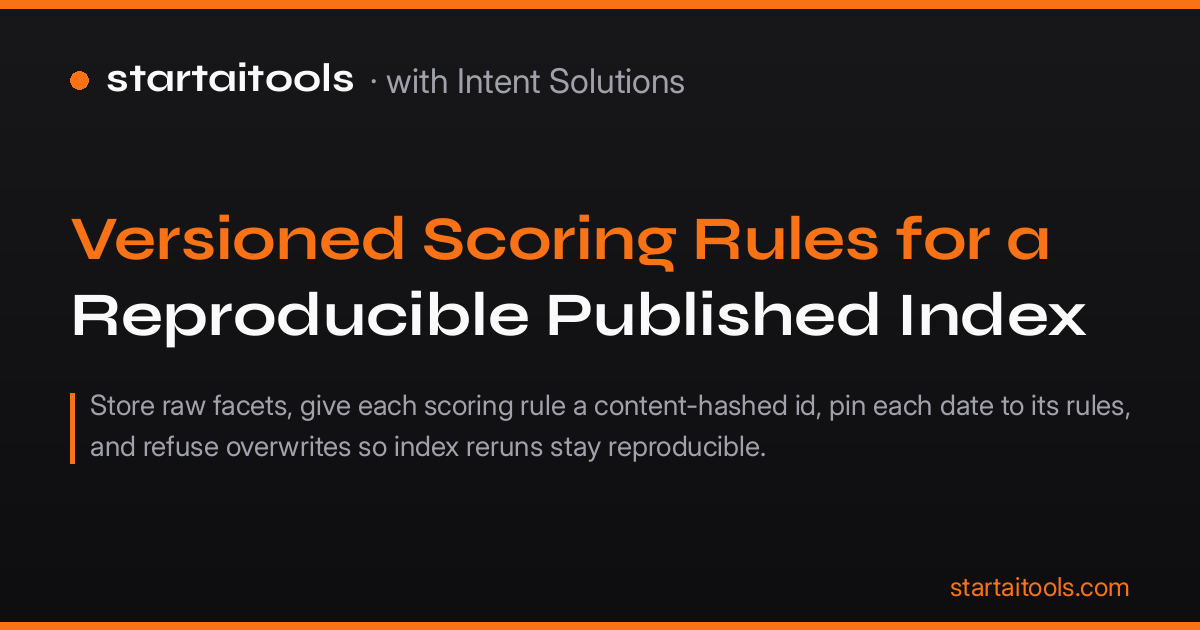 startaitools · with Intent Solutions
Versioned Scoring Rules for a
Reproducible Published Index
Store raw facets, give each scoring rule a content-hashed id, pin each date to its rules,
and refuse overwrites so index reruns stay reproducible.
startaitools.com